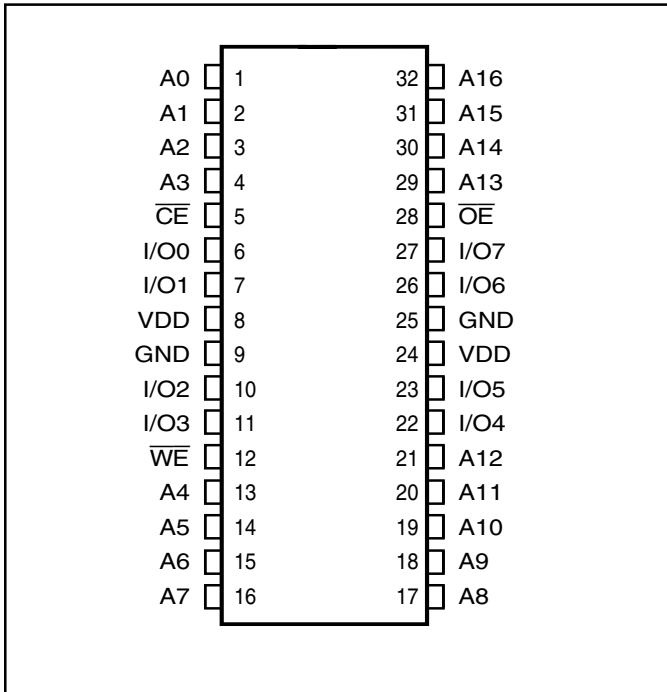 A0 1 32 A16
A1 2 31 A15
A2 3 30 A14
A3 4 29 A13
C̅E̅ 5 28 O̅E̅
I/O0 6 27 I/O7
I/O1 7 26 I/O6
VDD 8 25 GND
GND 9 24 VDD
I/O2 10 23 I/O5
I/O3 11 22 I/O4
W̅E̅ 12 21 A12
A4 13 20 A11
A5 14 19 A10
A6 15 18 A9
A7 16 17 A8